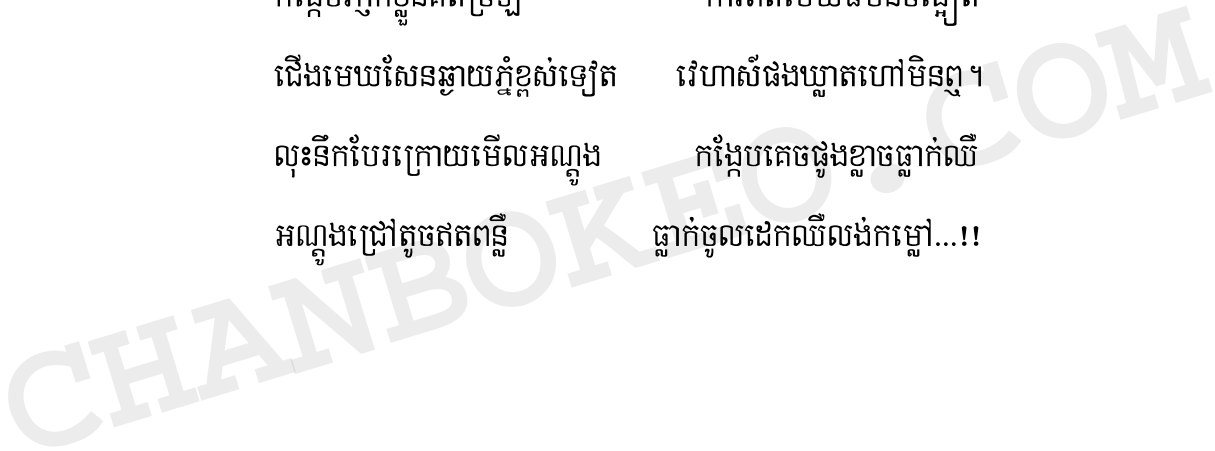 ជើងមេឃសែនឆ្ងាយភ្នំខ្ពស់ទៀត វេហាស៍ផងឃ្លាតហៅមិនឮ។
លុះនឹកបែរក្រោយមើលអណ្ដូង កង្កែបគេចផូងខ្លាចធ្លាក់ឈឺ
អណ្ដូងជ្រៅតូចឥតពន្លឺ ធ្លាក់ចូលដេកឈឺលង់កម្លៅ...!!
CHANBOKEO.COM